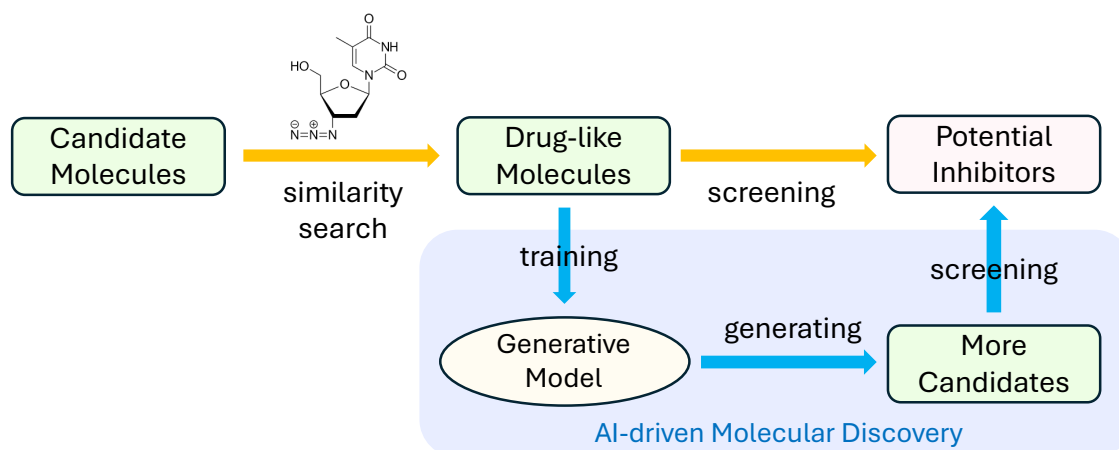 O
NH
N
O
HO
O
⊖ ⊕
N=N=N
Candidate
Molecules
similarity
search
Drug-like
Molecules
screening
Potential
Inhibitors
training
screening
Generative
Model
generating
More
Candidates
AI-driven Molecular Discovery